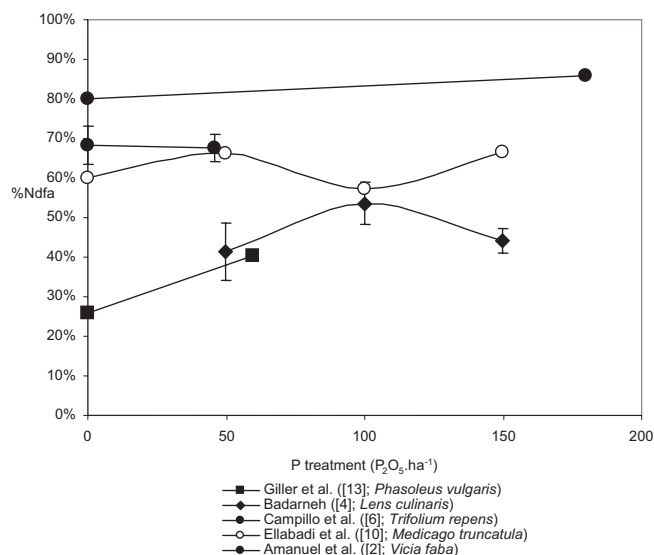 100%
90%
80%
70%
60%
%Ndfa
50%
40%
30%
20%
10%
0%
0 50 100 150 200
P treatment (P₂O₅.ha⁻¹)
Giller et al. ([13]; Phasoleus vulgaris)
Badarneh ([4]; Lens culinaris)
Campillo et al. ([6]; Trifolium repens)
Ellabadi et al. ([10]; Medicago truncatula)
Amanuel et al. ([2]; Vicia faba)